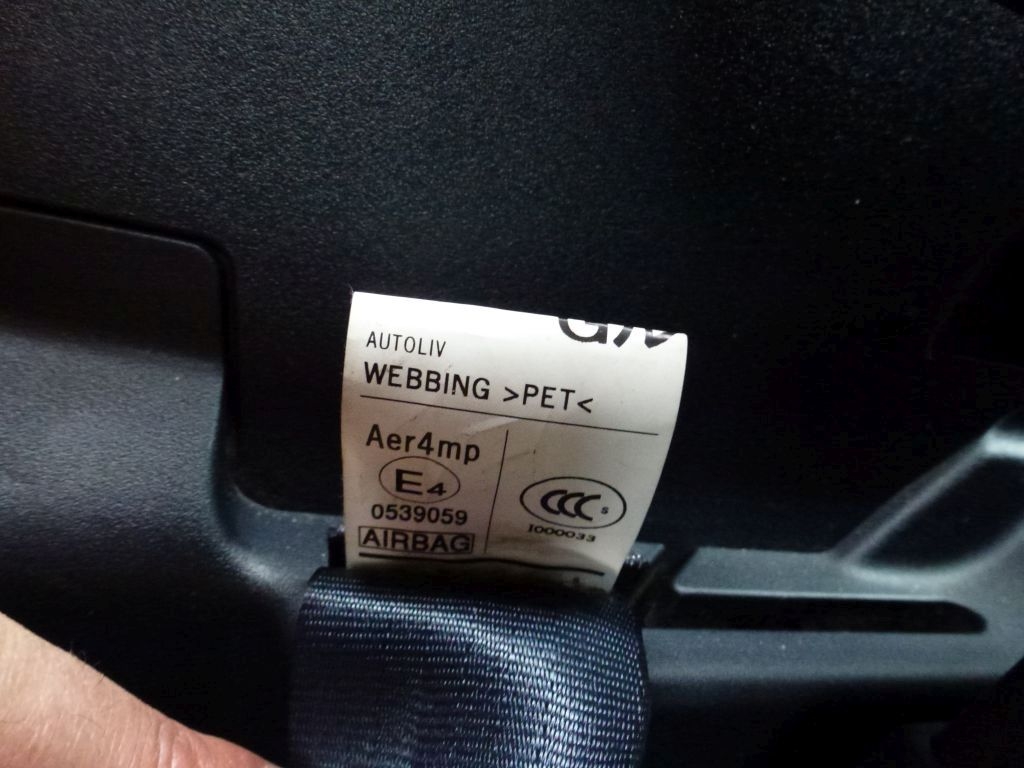 AUTOLIV
WEBBING >PET<
Aer4mp
E4
0539059
AIRBAG
CCC S
I000033